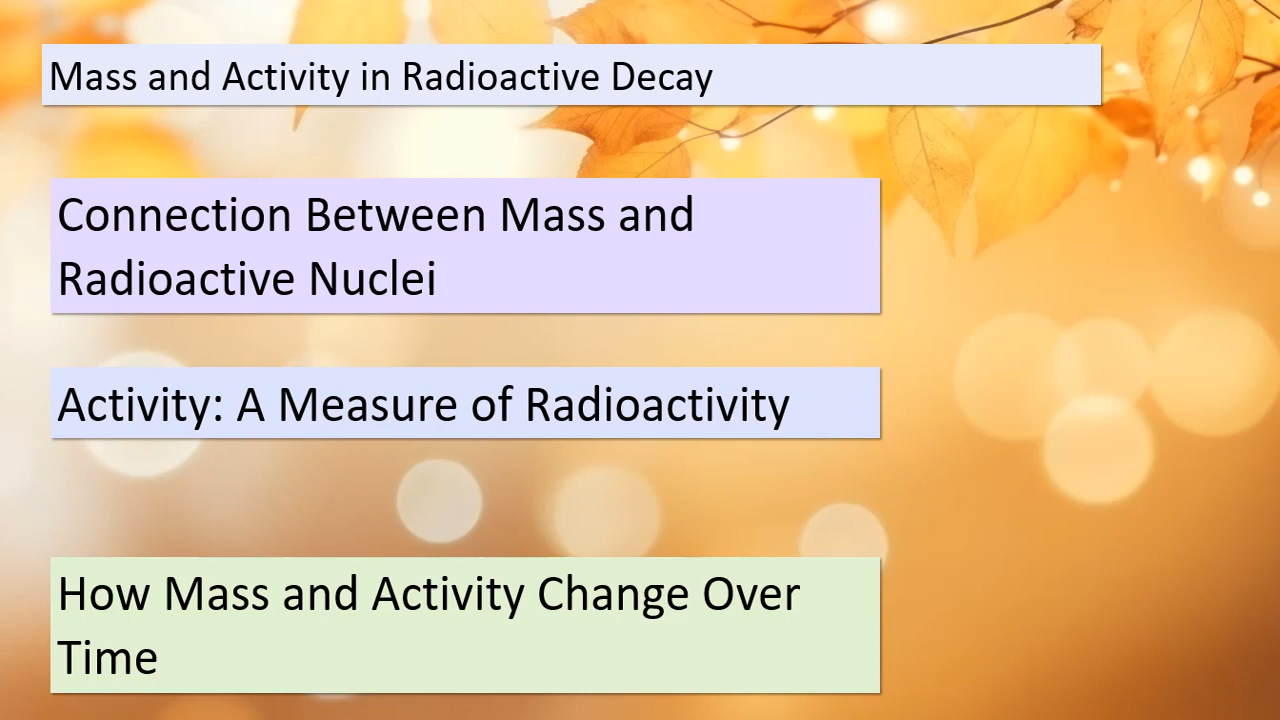 Mass and Activity in Radioactive Decay
Connection Between Mass and
Radioactive Nuclei
Activity: A Measure of Radioactivity
How Mass and Activity Change Over
Time